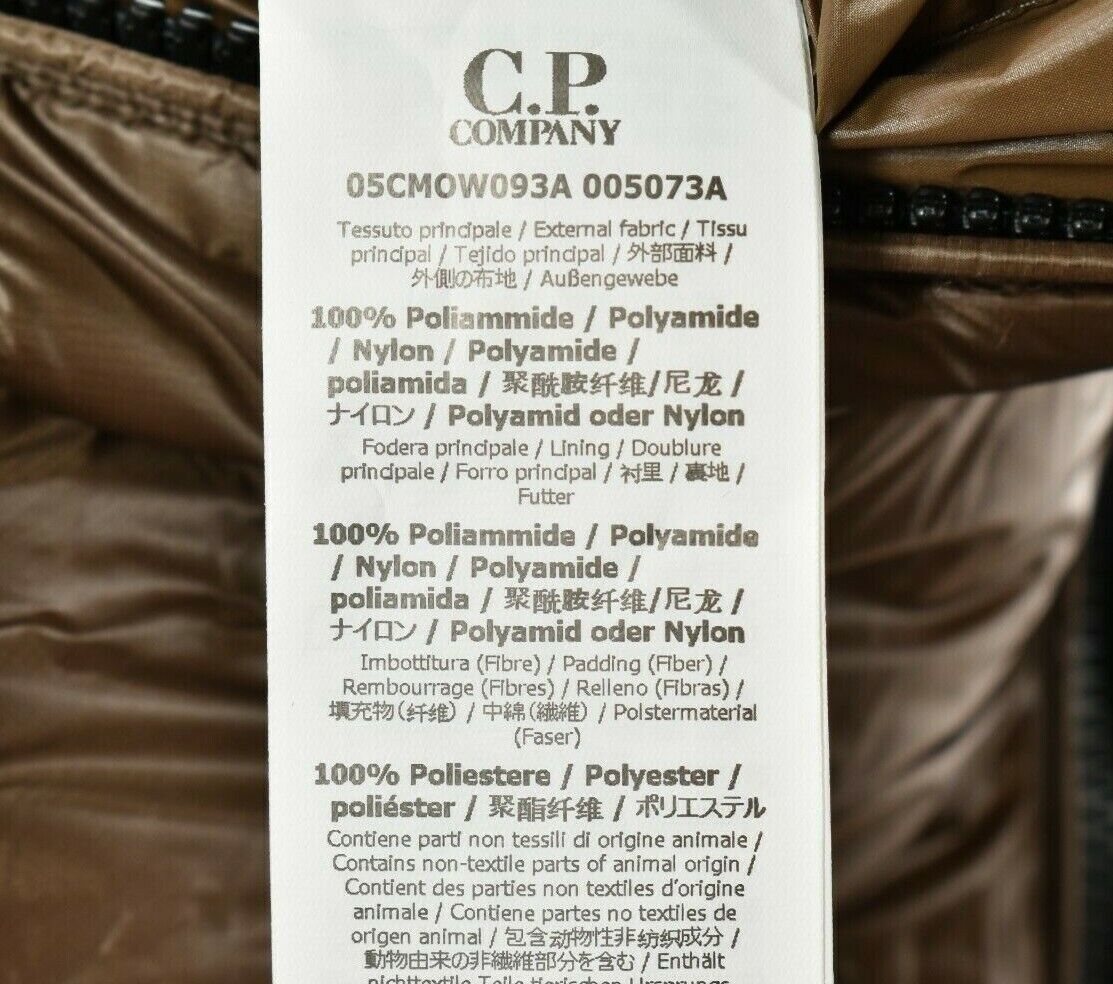 C.P.
COMPANY
05CMOW093A 005073A
Tessuto principale / External fabric / Tissu
principal / Tejido principal / 外部面料 /
外側の布地 / Außengewebe
100% Poliammide / Polyamide
/ Nylon / Polyamide /
poliamida / 聚酰胺纤维/尼龙 /
ナイロン / Polyamid oder Nylon
Fodera principale / Lining / Doublure
principale / Forro principal / 衬里 / 裏地 /
Futter
100% Poliammide / Polyamide
/ Nylon / Polyamide /
poliamida / 聚酰胺纤维/尼龙 /
ナイロン / Polyamid oder Nylon
Imbottitura (Fibre) / Padding (Fiber) /
Rembourrage (Fibres) / Relleno (Fibras) /
填充物(纤维) / 中綿(繊維) / Polstermaterial
(Faser)
100% Poliestere / Polyester /
poliéster / 聚酯纤维 / ポリエステル
Contiene parti non tessili di origine animale /
Contains non-textile parts of animal origin /
Contient des parties non textiles d'origine
animale / Contiene partes no textiles de
origen animal / 包含动物性非纺织成分 /
動物由来の非繊維部分を含む / Enthält
nichttextile Teile tierischen Ursprungs